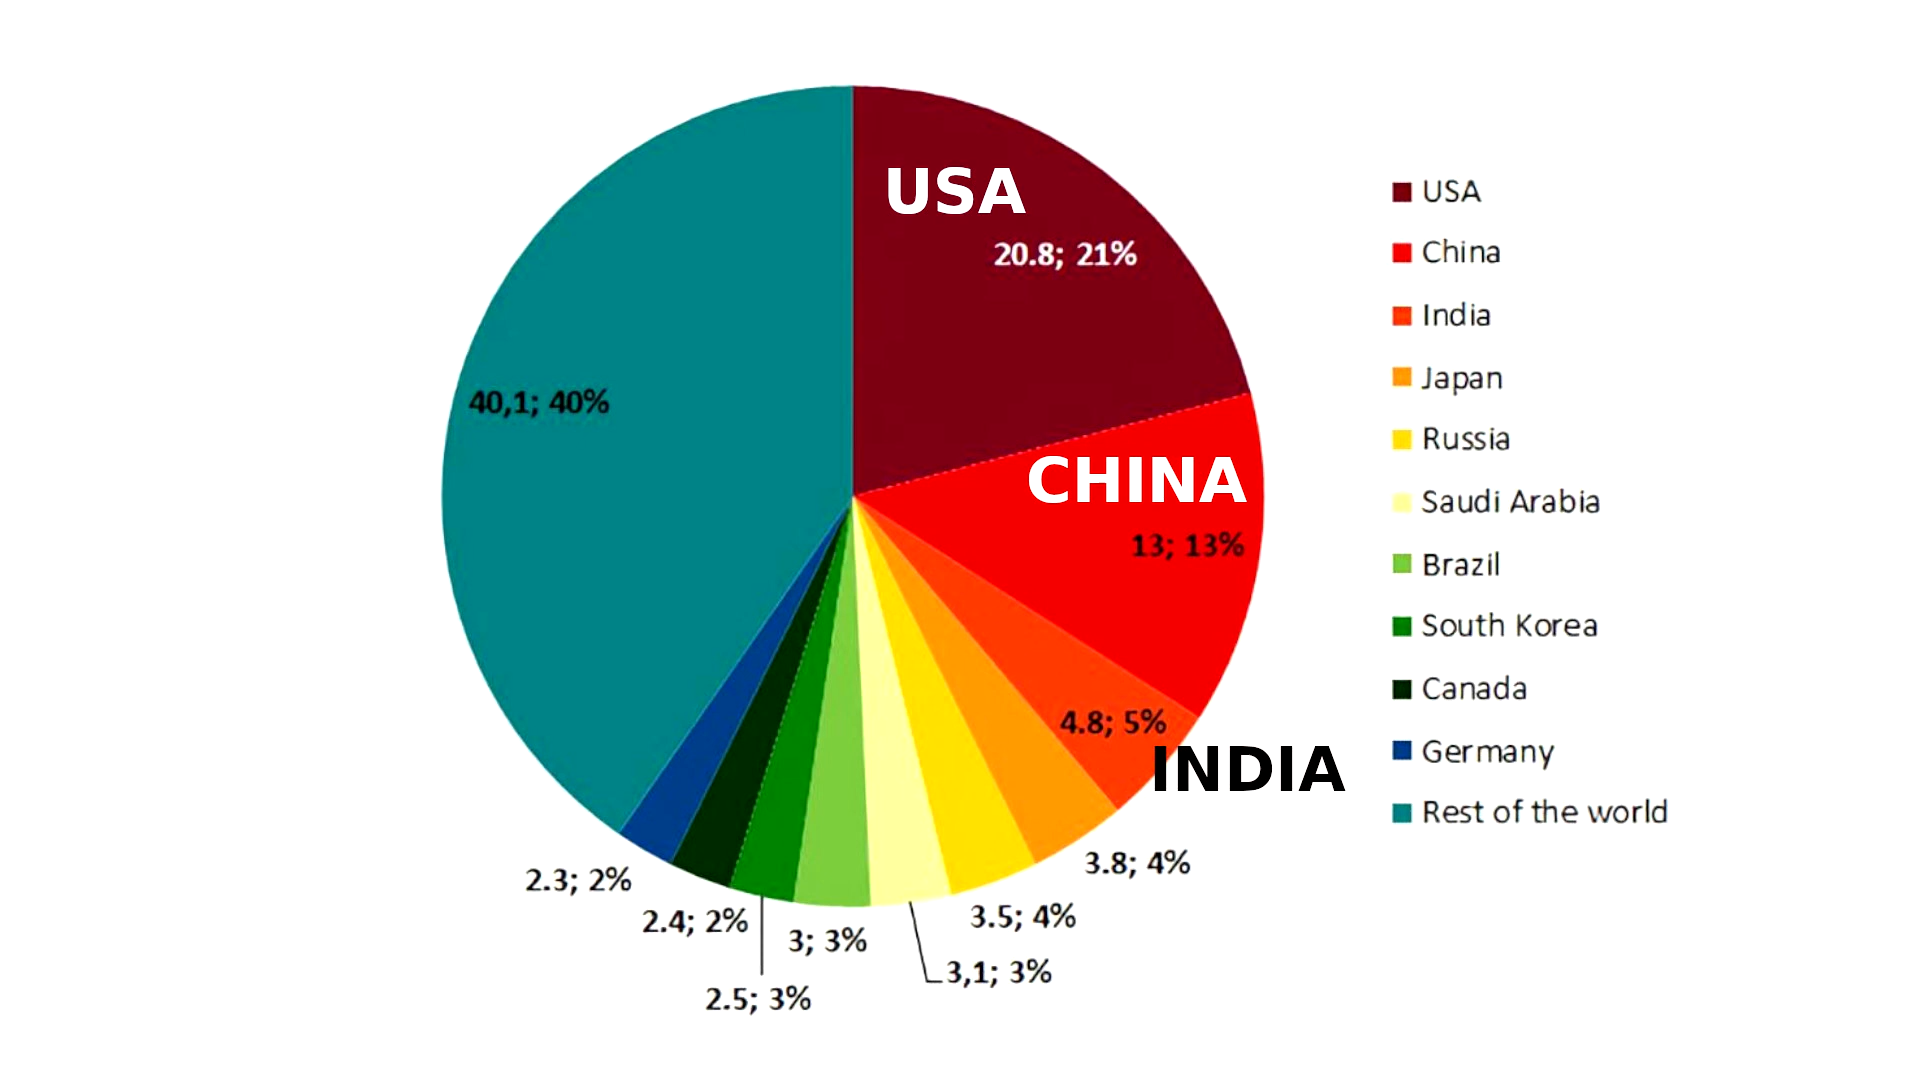 USA
20.8; 21%
CHINA
13; 13%
4.8; 5%
INDIA
3.8; 4%
3.5; 4%
3,1; 3%
3; 3%
2.5; 3%
2.4; 2%
2.3; 2%
40,1; 40%
USA
China
India
Japan
Russia
Saudi Arabia
Brazil
South Korea
Canada
Germany
Rest of the world